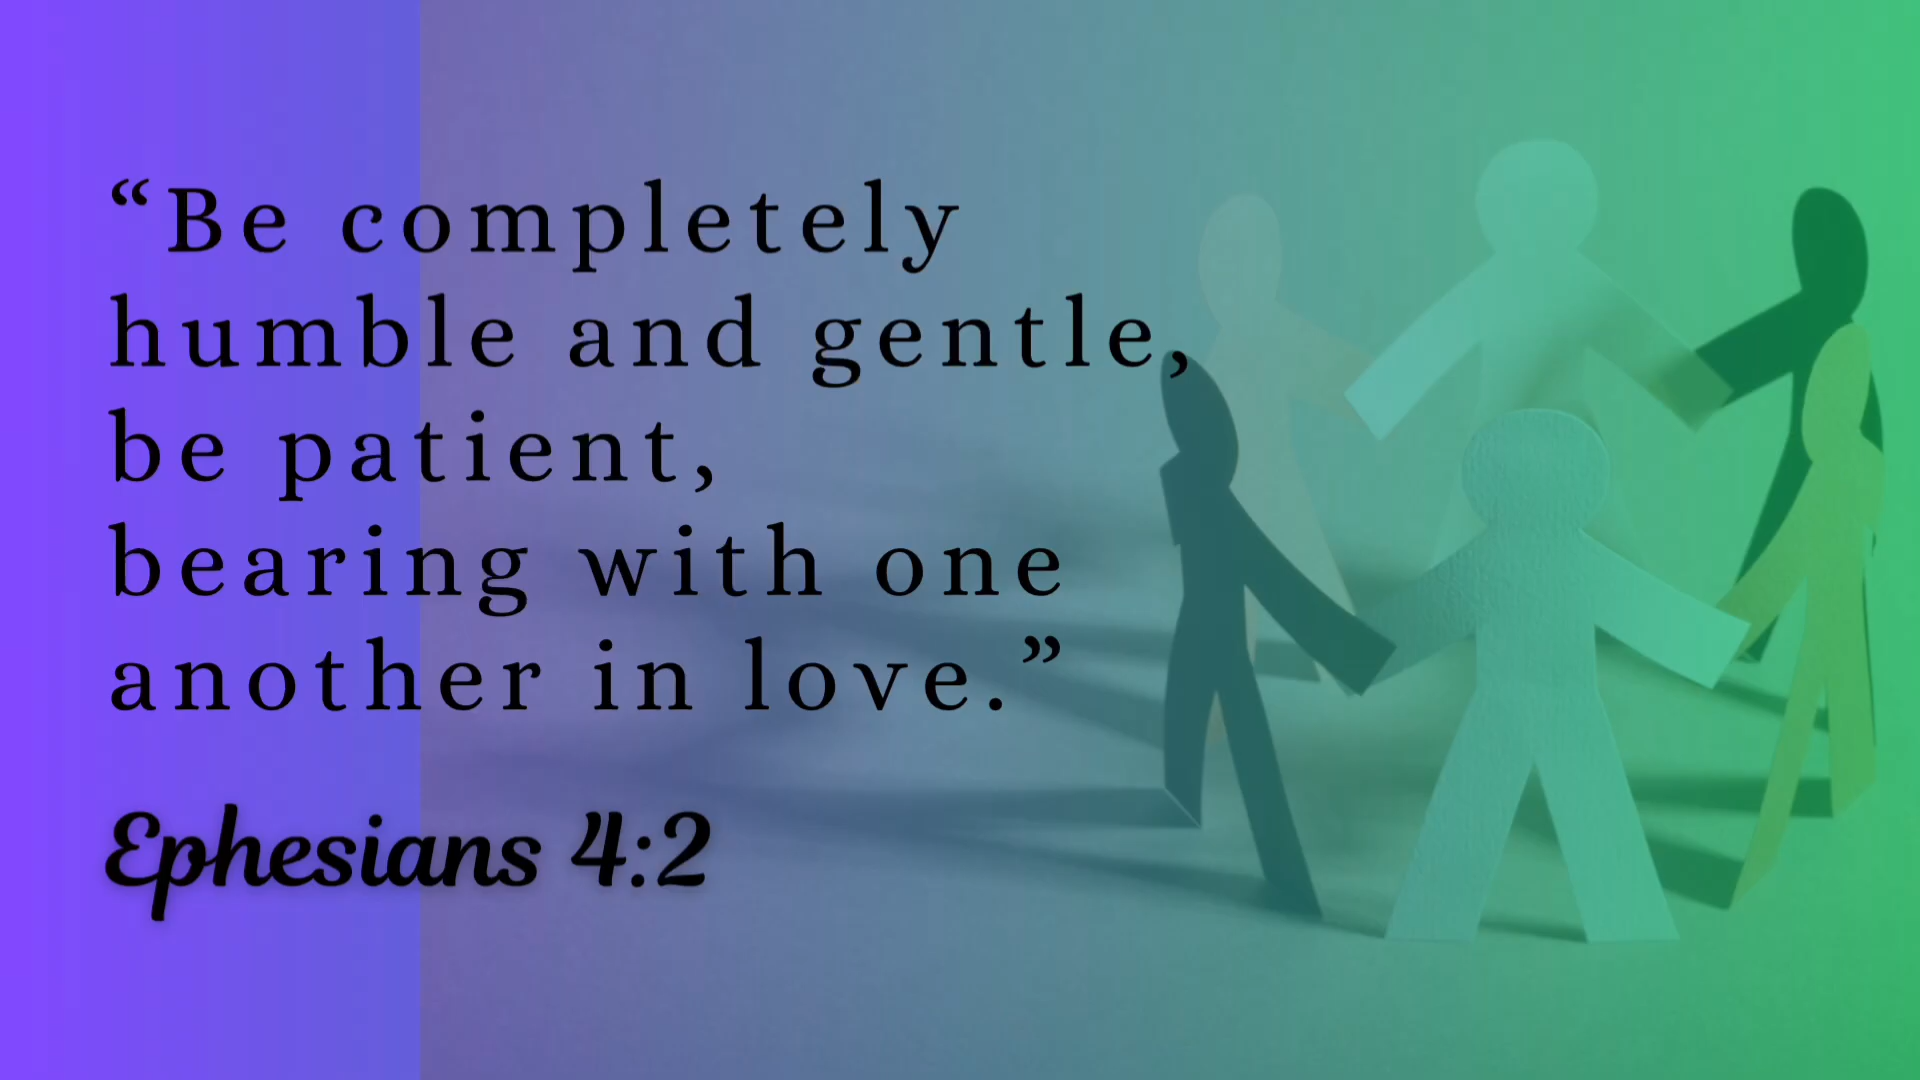 “Be completely
humble and gentle,
be patient,
bearing with one
another in love.”
Ephesians 4:2